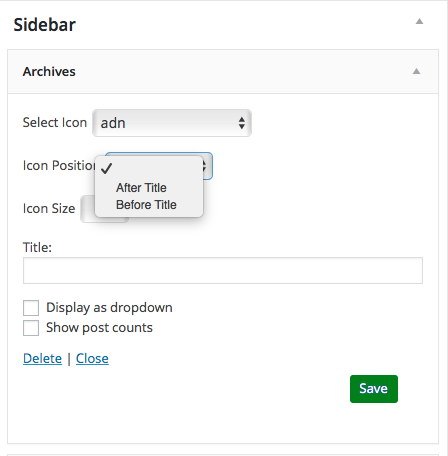 Sidebar
Archives
Select Icon adn
Icon Position
After Title
Before Title
Icon Size
Title:
Display as dropdown
Show post counts
Delete | Close
Save